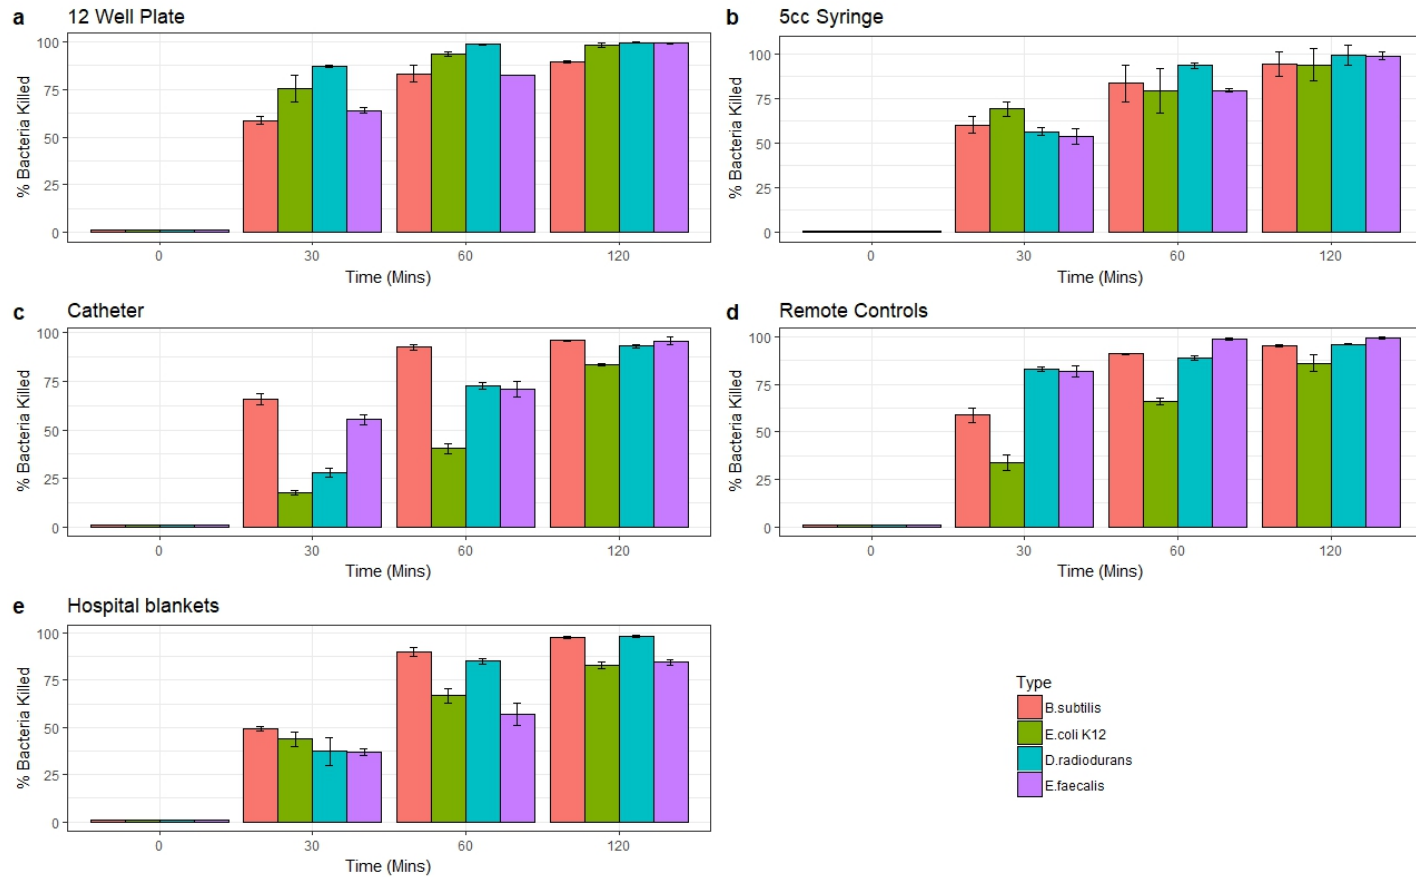 a 12 Well Plate
% Bacteria Killed
100
75
50
25
0
0 30 60 120
Time (Mins)
b 5cc Syringe
% Bacteria Killed
100
75
50
25
0
0 30 60 120
Time (Mins)
c Catheter
% Bacteria Killed
100
75
50
25
0
0 30 60 120
Time (Mins)
d Remote Controls
% Bacteria Killed
100
75
50
25
0
0 30 60 120
Time (Mins)
e Hospital blankets
% Bacteria Killed
100
75
50
25
0
0 30 60 120
Time (Mins)
Type
B.subtilis
E.coli K12
D.radiodurans
E.faecalis